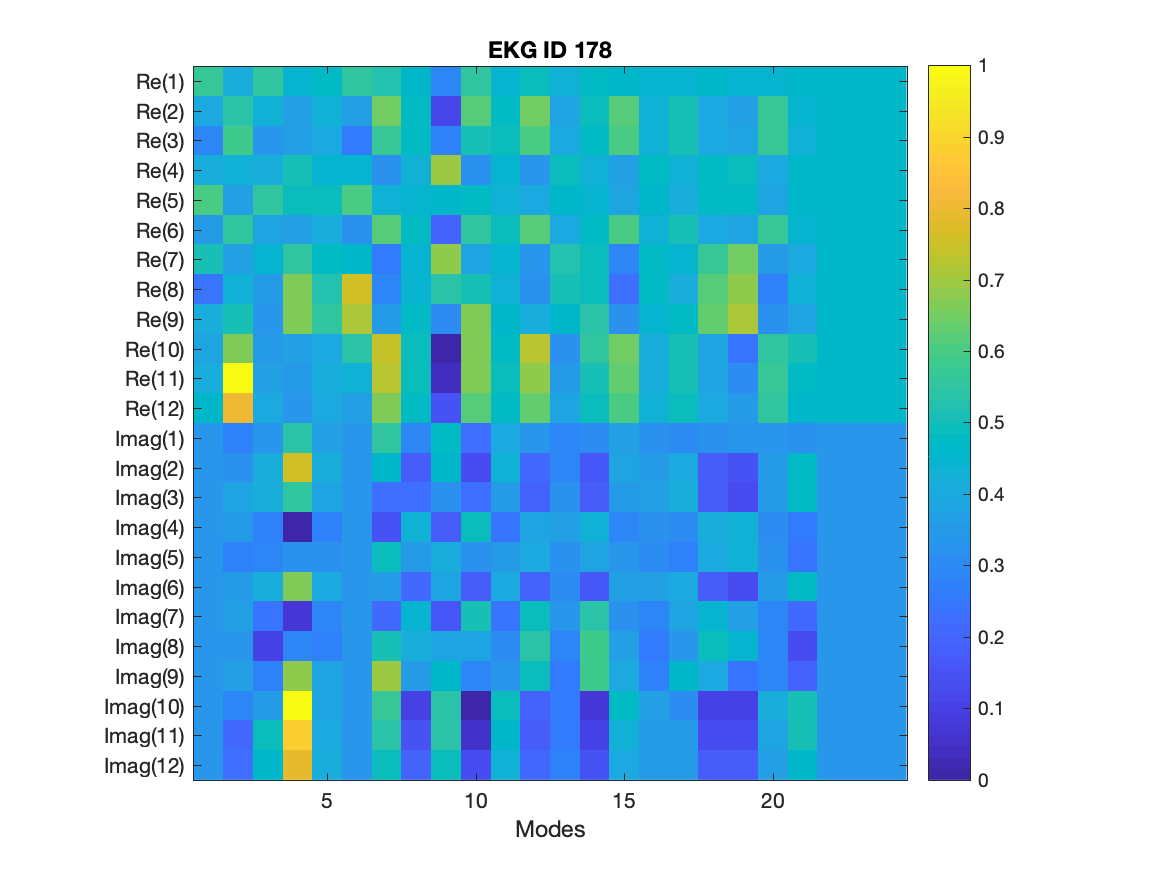 EKG ID 178
Re(1)
Re(2)
Re(3)
Re(4)
Re(5)
Re(6)
Re(7)
Re(8)
Re(9)
Re(10)
Re(11)
Re(12)
Imag(1)
Imag(2)
Imag(3)
Imag(4)
Imag(5)
Imag(6)
Imag(7)
Imag(8)
Imag(9)
Imag(10)
Imag(11)
Imag(12)
5 10 15 20
Modes
1
0.9
0.8
0.7
0.6
0.5
0.4
0.3
0.2
0.1
0